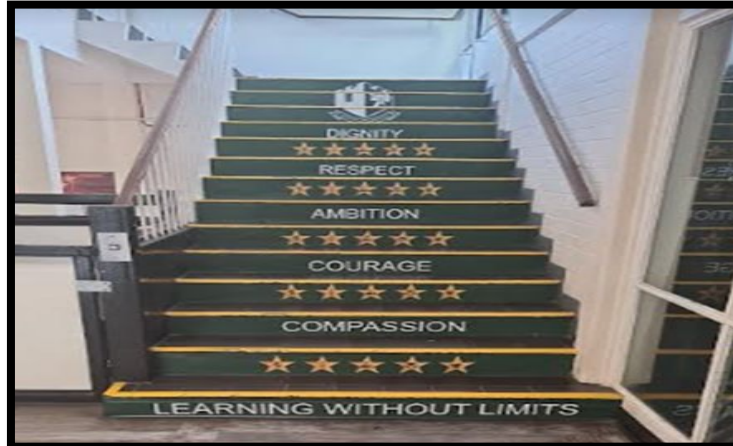 DIGNITY
RESPECT
AMBITION
COURAGE
COMPASSION
LEARNING WITHOUT LIMITS